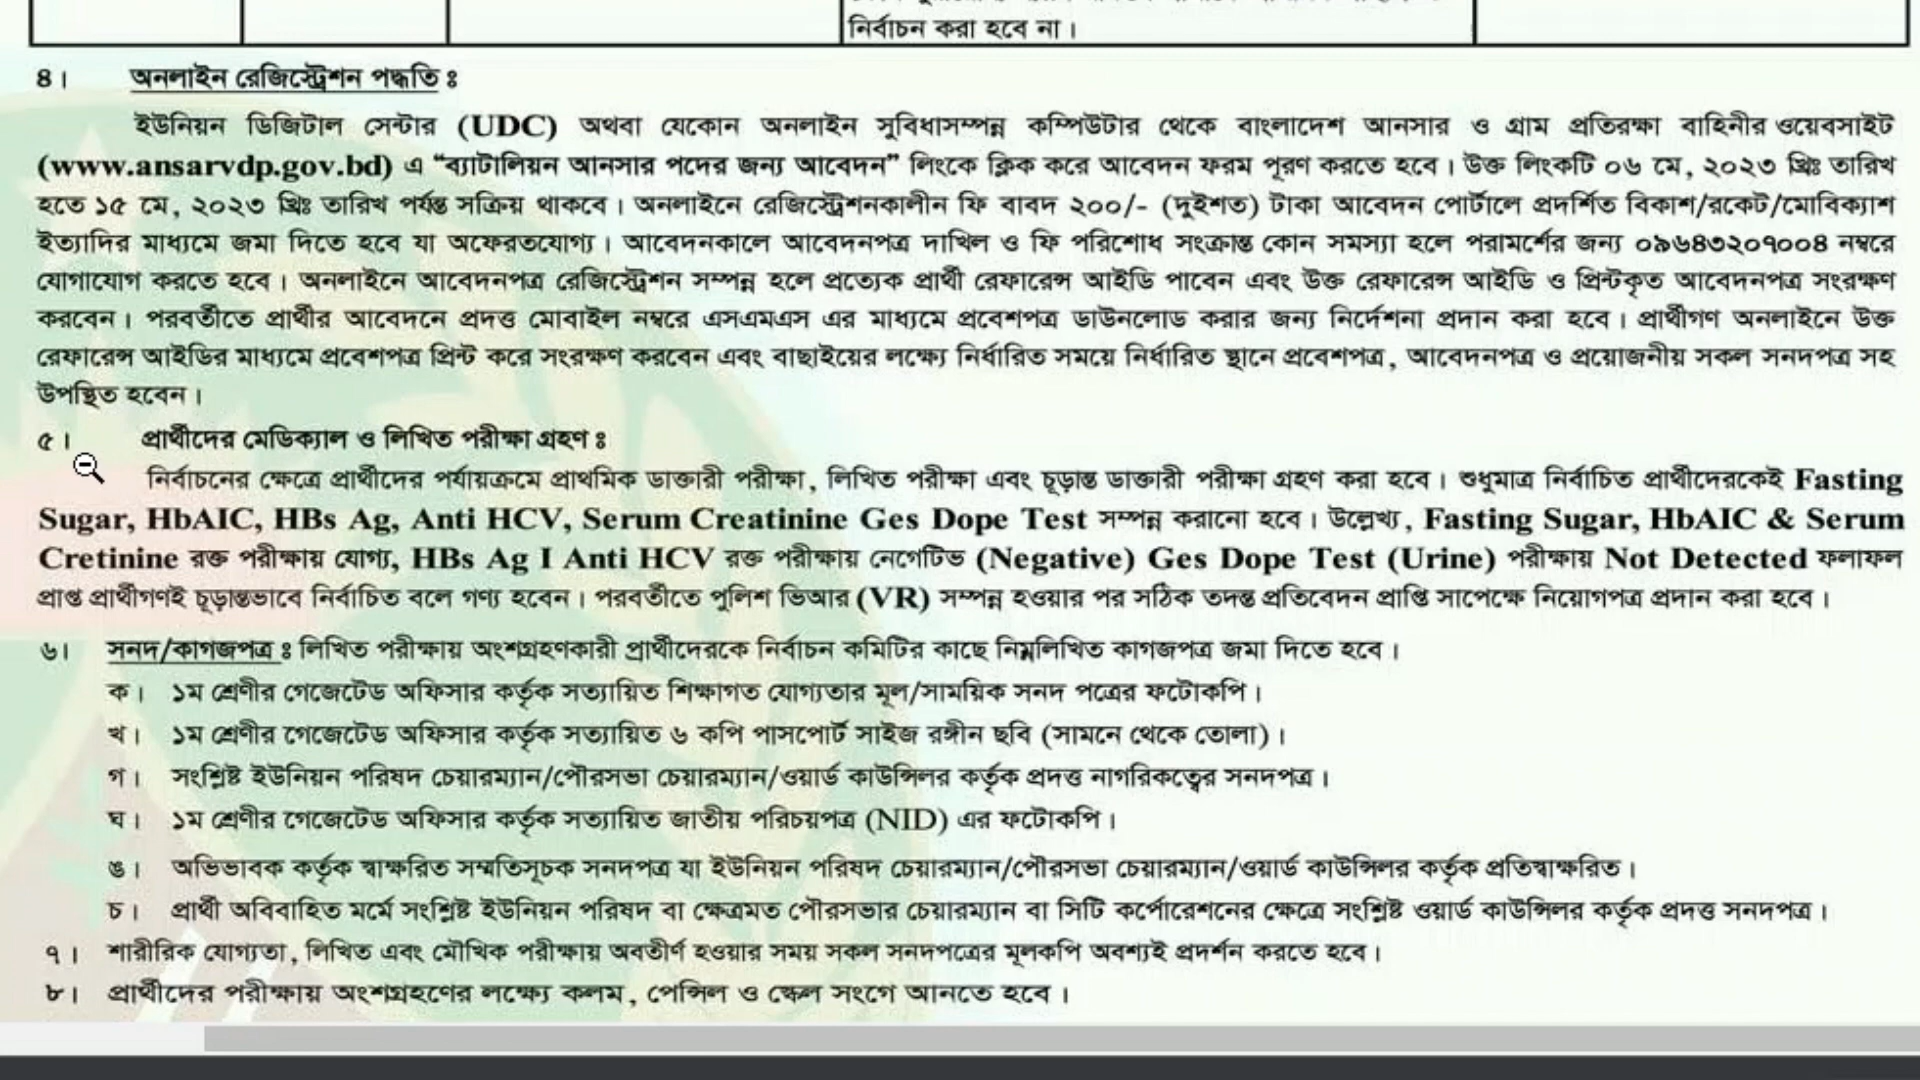 নির্বাচন করা হবে না।
৪। অনলাইন রেজিস্ট্রেশন পদ্ধতি ঃ
ইউনিয়ন ডিজিটাল সেন্টার (UDC) অথবা যেকোন অনলাইন সুবিধাসম্পন্ন কম্পিউটার থেকে বাংলাদেশ আনসার ও গ্রাম প্রতিরক্ষা বাহিনীর ওয়েবসাইট
(www.ansarvdp.gov.bd) এ “ব্যাটালিয়ন আনসার পদের জন্য আবেদন” লিংকে ক্লিক করে আবেদন ফরম পূরণ করতে হবে। উক্ত লিংকটি ০৬ মে, ২০২৩ খ্রিঃ তারিখ
হতে ১৫ মে, ২০২৩ খ্রিঃ তারিখ পর্যন্ত সক্রিয় থাকবে। অনলাইনে রেজিস্ট্রেশনকালীন ফি বাবদ ২০০/- (দুইশত) টাকা আবেদন পোর্টালে প্রদর্শিত বিকাশ/রকেট/মোবিক্যাশ
ইত্যাদির মাধ্যমে জমা দিতে হবে যা অফেরতযোগ্য। আবেদনকালে আবেদনপত্র দাখিল ও ফি পরিশোধ সংক্রান্ত কোন সমস্যা হলে পরামর্শের জন্য ০৯৬৪৩২০৭০০৪ নম্বরে
যোগাযোগ করতে হবে। অনলাইনে আবেদনপত্র রেজিস্ট্রেশন সম্পন্ন হলে প্রত্যেক প্রার্থী রেফারেন্স আইডি পাবেন এবং উক্ত রেফারেন্স আইডি ও প্রিন্টকৃত আবেদনপত্র সংরক্ষণ
করবেন। পরবর্তীতে প্রার্থীর আবেদনে প্রদত্ত মোবাইল নম্বরে এসএমএস এর মাধ্যমে প্রবেশপত্র ডাউনলোড করার জন্য নির্দেশনা প্রদান করা হবে। প্রার্থীগণ অনলাইনে উক্ত
রেফারেন্স আইডির মাধ্যমে প্রবেশপত্র প্রিন্ট করে সংরক্ষণ করবেন এবং বাছাইয়ের লক্ষ্যে নির্ধারিত সময়ে নির্ধারিত স্থানে প্রবেশপত্র, আবেদনপত্র ও প্রয়োজনীয় সকল সনদপত্র সহ
উপস্থিত হবেন।
৫। প্রার্থীদের মেডিক্যাল ও লিখিত পরীক্ষা গ্রহণ ঃ
নির্বাচনের ক্ষেত্রে প্রার্থীদের পর্যায়ক্রমে প্রাথমিক ডাক্তারী পরীক্ষা, লিখিত পরীক্ষা এবং চূড়ান্ত ডাক্তারী পরীক্ষা গ্রহণ করা হবে। শুধুমাত্র নির্বাচিত প্রার্থীদেরকেই Fasting
Sugar, HbAIC, HBs Ag, Anti HCV, Serum Creatinine Ges Dope Test সম্পন্ন করানো হবে। উল্লেখ্য, Fasting Sugar, HbAIC & Serum
Cretinine রক্ত পরীক্ষায় যোগ্য, HBs Ag I Anti HCV রক্ত পরীক্ষায় নেগেটিভ (Negative) Ges Dope Test (Urine) পরীক্ষায় Not Detected ফলাফল
প্রাপ্ত প্রার্থীগণই চূড়ান্তভাবে নির্বাচিত বলে গণ্য হবেন। পরবর্তীতে পুলিশ ভিআর (VR) সম্পন্ন হওয়ার পর সঠিক তদন্ত প্রতিবেদন প্রাপ্তি সাপেক্ষে নিয়োগপত্র প্রদান করা হবে।
৬। সনদ/কাগজপত্র ঃ লিখিত পরীক্ষায় অংশগ্রহণকারী প্রার্থীদেরকে নির্বাচন কমিটির কাছে নিম্নলিখিত কাগজপত্র জমা দিতে হবে।
ক। ১ম শ্রেণীর গেজেটেড অফিসার কর্তৃক সত্যায়িত শিক্ষাগত যোগ্যতার মূল/সাময়িক সনদ পত্রের ফটোকপি।
খ। ১ম শ্রেণীর গেজেটেড অফিসার কর্তৃক সত্যায়িত ৬ কপি পাসপোর্ট সাইজ রঙ্গীন ছবি (সামনে থেকে তোলা)।
গ। সংশ্লিষ্ট ইউনিয়ন পরিষদ চেয়ারম্যান/পৌরসভা চেয়ারম্যান/ওয়ার্ড কাউন্সিলর কর্তৃক প্রদত্ত নাগরিকত্বের সনদপত্র।
ঘ। ১ম শ্রেণীর গেজেটেড অফিসার কর্তৃক সত্যায়িত জাতীয় পরিচয়পত্র (NID) এর ফটোকপি।
ঙ। অভিভাবক কর্তৃক স্বাক্ষরিত সম্মতিসূচক সনদপত্র যা ইউনিয়ন পরিষদ চেয়ারম্যান/পৌরসভা চেয়ারম্যান/ওয়ার্ড কাউন্সিলর কর্তৃক প্রতিস্বাক্ষরিত।
চ। প্রার্থী অবিবাহিত মর্মে সংশ্লিষ্ট ইউনিয়ন পরিষদ বা ক্ষেত্রমত পৌরসভার চেয়ারম্যান বা সিটি কর্পোরেশনের ক্ষেত্রে সংশ্লিষ্ট ওয়ার্ড কাউন্সিলর কর্তৃক প্রদত্ত সনদপত্র।
৭। শারীরিক যোগ্যতা, লিখিত এবং মৌখিক পরীক্ষায় অবতীর্ণ হওয়ার সময় সকল সনদপত্রের মূলকপি অবশ্যই প্রদর্শন করতে হবে।
৮। প্রার্থীদের পরীক্ষায় অংশগ্রহণের লক্ষ্যে কলম, পেন্সিল ও স্কেল সংগে আনতে হবে।